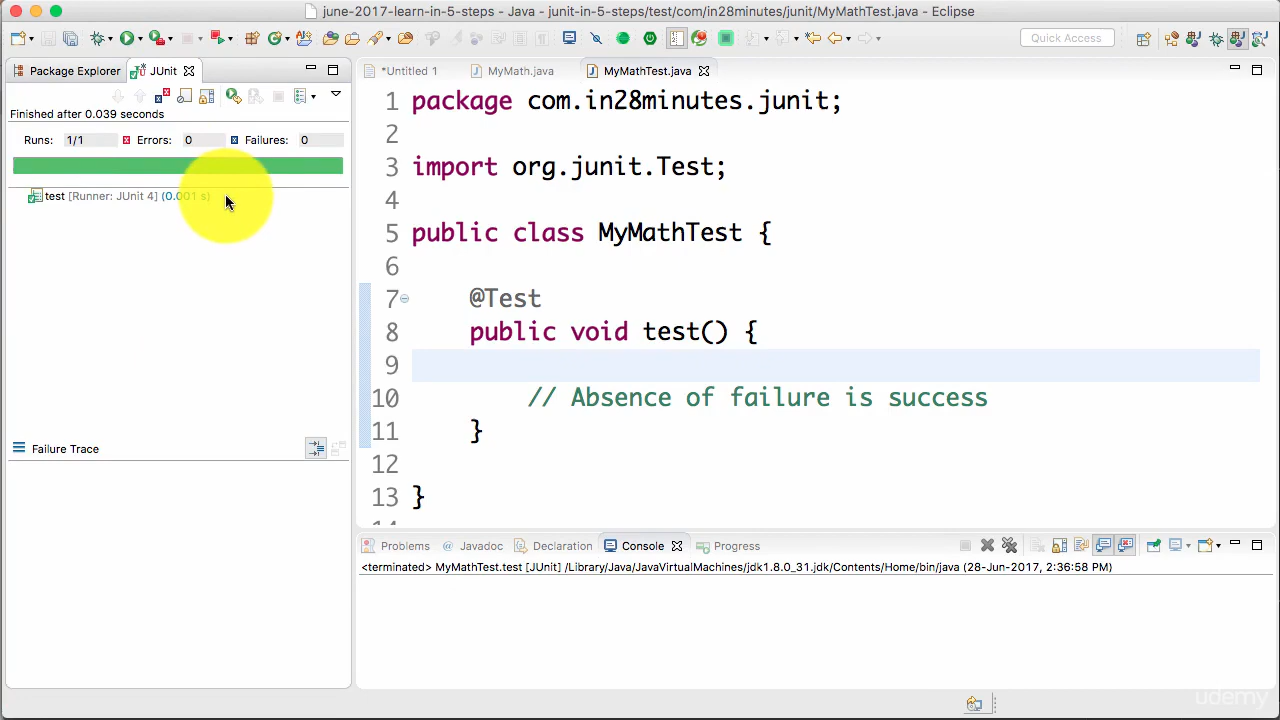 june-2017-learn-in-5-steps - Java - junit-in-5-steps/test/com/in28minutes/junit/MyMathTest.java - Eclipse
Quick Access
Package Explorer JUnit
Finished after 0.039 seconds
Runs: 1/1 Errors: 0 Failures: 0
test [Runner: JUnit 4] (0.001 s)
Failure Trace
*Untitled 1 MyMath.java MyMathTest.java
1 package com.in28minutes.junit;
2
3 import org.junit.Test;
4
5 public class MyMathTest {
6
7 @Test
8 public void test() {
9
10 // Absence of failure is success
11 }
12
13 }
Problems @ Javadoc Declaration Console Progress
<terminated> MyMathTest.test [JUnit] /Library/Java/JavaVirtualMachines/jdk1.8.0_31.jdk/Contents/Home/bin/java (28-Jun-2017, 2:36:58 PM)
udemy